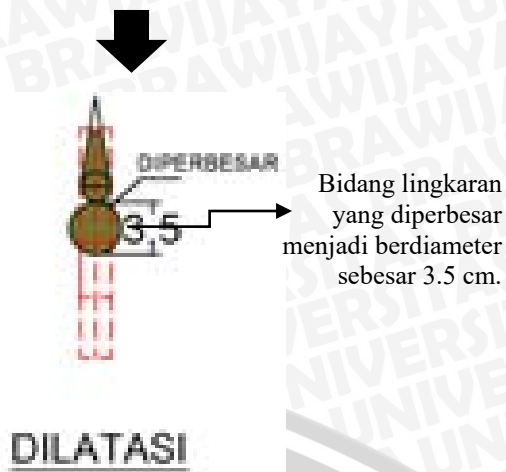 DIPERBESAR
3,5
Bidang lingkaran
yang diperbesar
menjadi berdiameter
sebesar 3.5 cm.
DILATASI